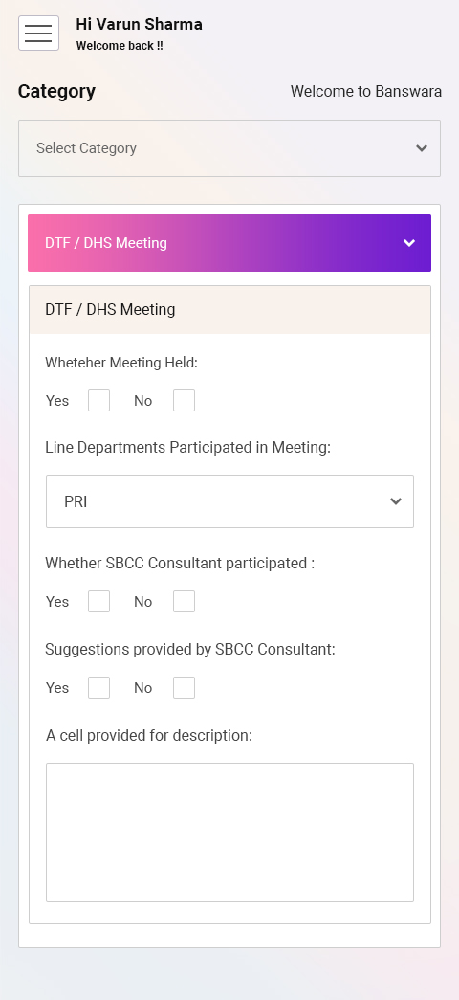 Hi Varun Sharma
Welcome back !!
Category
Welcome to Banswara
Select Category
DTF / DHS Meeting
DTF / DHS Meeting
Wheteher Meeting Held:
Yes No
Line Departments Participated in Meeting:
PRI
Whether SBCC Consultant participated :
Yes No
Suggestions provided by SBCC Consultant:
Yes No
A cell provided for description: